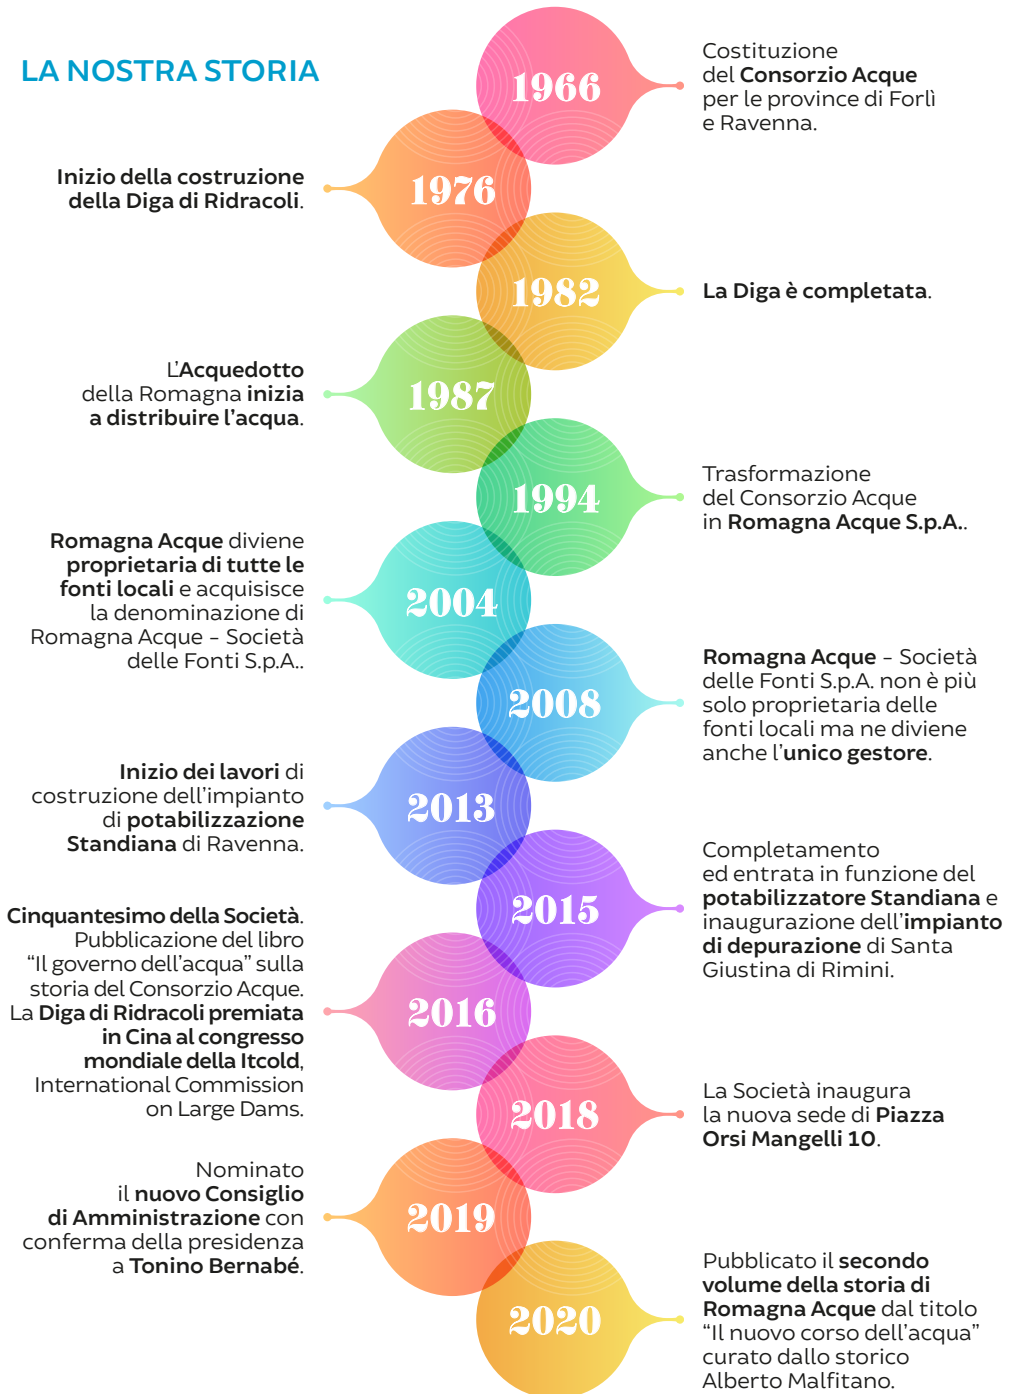 LA NOSTRA STORIA
1966
Costituzione
del Consorzio Acque
per le province di Forlì
e Ravenna.
1976
Inizio della costruzione
della Diga di Ridracoli.
1982
La Diga è completata.
1987
L'Acquedotto
della Romagna inizia
a distribuire l'acqua.
1994
Trasformazione
del Consorzio Acque
in Romagna Acque S.p.A..
2004
Romagna Acque diviene
proprietaria di tutte le
fonti locali e acquisisce
la denominazione di
Romagna Acque – Società
delle Fonti S.p.A..
2008
Romagna Acque – Società
delle Fonti S.p.A. non è più
solo proprietaria delle
fonti locali ma ne diviene
anche l'unico gestore.
2013
Inizio dei lavori di
costruzione dell'impianto
di potabilizzazione
Standiana di Ravenna.
2015
Completamento
ed entrata in funzione del
potabilizzatore Standiana e
inaugurazione dell'impianto
di depurazione di Santa
Giustina di Rimini.
2016
Cinquantesimo della Società.
Pubblicazione del libro
“Il governo dell'acqua” sulla
storia del Consorzio Acque.
La Diga di Ridracoli premiata
in Cina al congresso
mondiale della Itcold,
International Commission
on Large Dams.
2018
La Società inaugura
la nuova sede di Piazza
Orsi Mangelli 10.
2019
Nominato
il nuovo Consiglio
di Amministrazione con
conferma della presidenza
a Tonino Bernabé.
2020
Pubblicato il secondo
volume della storia di
Romagna Acque dal titolo
“Il nuovo corso dell'acqua”
curato dallo storico
Alberto Malfitano.